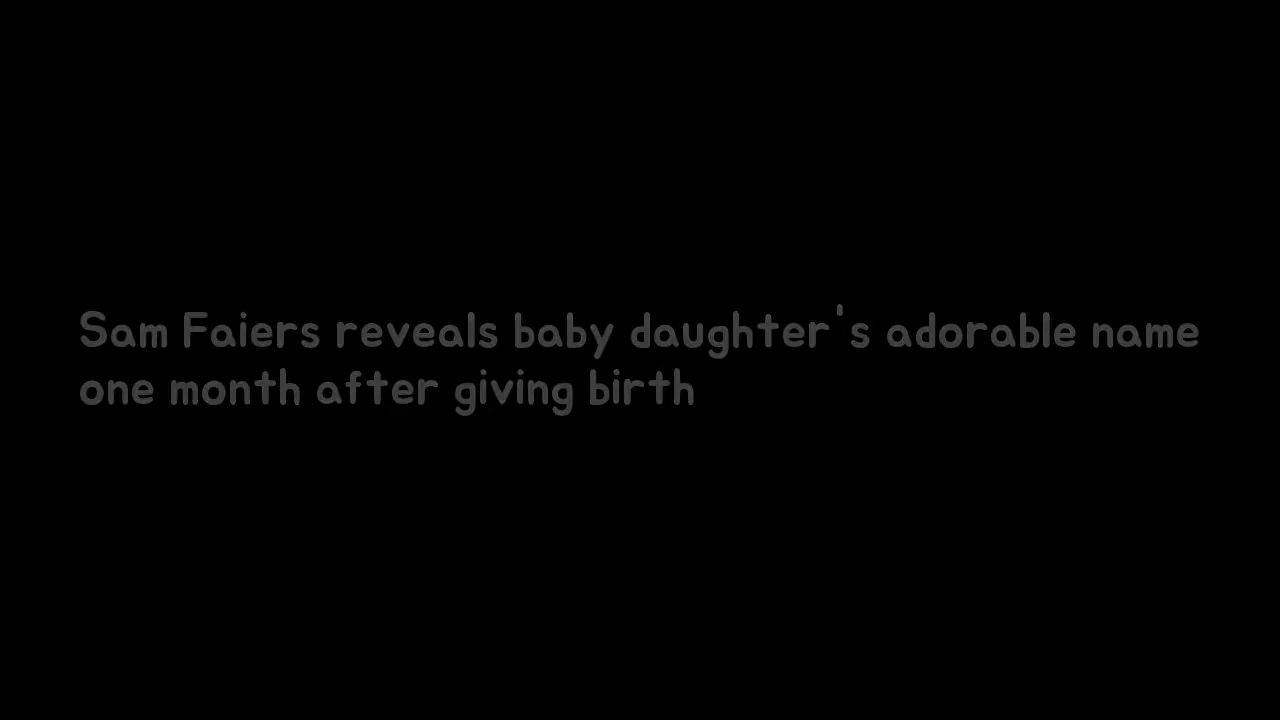 Sam Faiers reveals baby daughter's adorable name
one month after giving birth